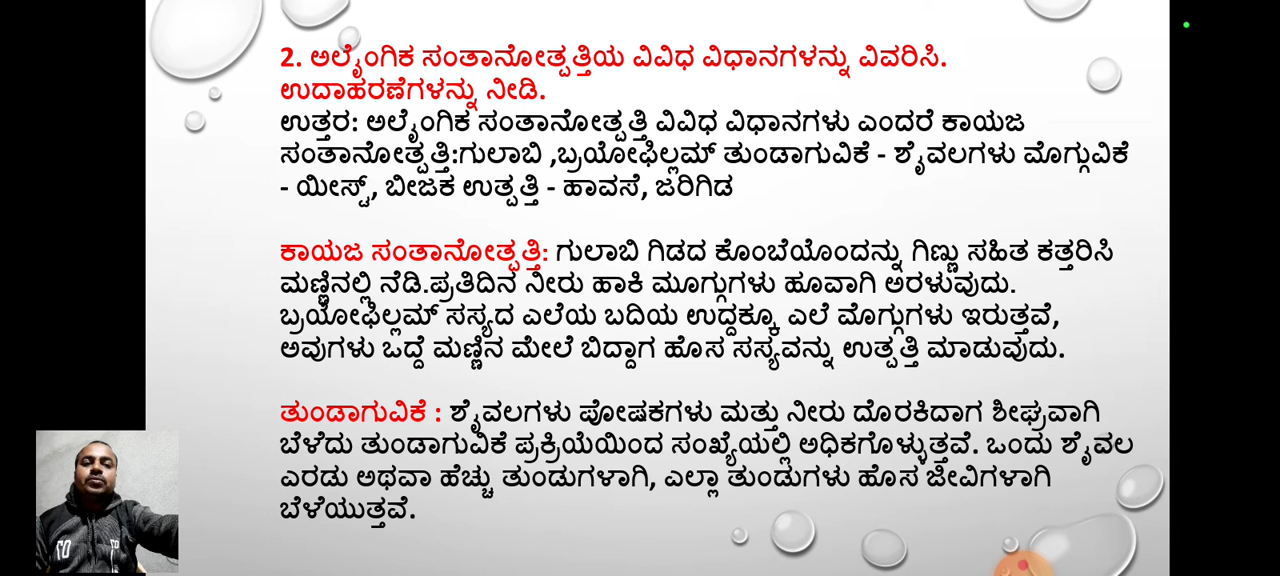 2. ಅಲೈಂಗಿಕ ಸಂತಾನೋತ್ಪತ್ತಿಯ ವಿವಿಧ ವಿಧಾನಗಳನ್ನು ವಿವರಿಸಿ.
ಉದಾಹರಣೆಗಳನ್ನು ನೀಡಿ.
ಉತ್ತರ: ಅಲೈಂಗಿಕ ಸಂತಾನೋತ್ಪತ್ತಿ ವಿವಿಧ ವಿಧಾನಗಳು ಎಂದರೆ ಕಾಯಜ
ಸಂತಾನೋತ್ಪತ್ತಿ:ಗುಲಾಬಿ ,ಬ್ರಯೋಫಿಲ್ಲಮ್ ತುಂಡಾಗುವಿಕೆ - ಶೈವಲಗಳು ಮೊಗ್ಗುವಿಕೆ
- ಯೀಸ್ಟ್, ಬೀಜಕ ಉತ್ಪತ್ತಿ - ಹಾವಸೆ, ಜರಿಗಿಡ
ಕಾಯಜ ಸಂತಾನೋತ್ಪತ್ತಿ: ಗುಲಾಬಿ ಗಿಡದ ಕೊಂಬೆಯೊಂದನ್ನು ಗಿಣ್ಣು ಸಹಿತ ಕತ್ತರಿಸಿ
ಮಣ್ಣಿನಲ್ಲಿ ನೆಡಿ.ಪ್ರತಿದಿನ ನೀರು ಹಾಕಿ ಮೂಗ್ಗುಗಳು ಹೂವಾಗಿ ಅರಳುವುದು.
ಬ್ರಯೋಫಿಲ್ಲಮ್ ಸಸ್ಯದ ಎಲೆಯ ಬದಿಯ ಉದ್ದಕ್ಕೂ ಎಲೆ ಮೊಗ್ಗುಗಳು ಇರುತ್ತವೆ,
ಅವುಗಳು ಒದ್ದೆ ಮಣ್ಣಿನ ಮೇಲೆ ಬಿದ್ದಾಗ ಹೊಸ ಸಸ್ಯವನ್ನು ಉತ್ಪತ್ತಿ ಮಾಡುವುದು.
ತುಂಡಾಗುವಿಕೆ : ಶೈವಲಗಳು ಪೋಷಕಗಳು ಮತ್ತು ನೀರು ದೊರಕಿದಾಗ ಶೀಘ್ರವಾಗಿ
ಬೆಳೆದು ತುಂಡಾಗುವಿಕೆ ಪ್ರಕ್ರಿಯೆಯಿಂದ ಸಂಖ್ಯೆಯಲ್ಲಿ ಅಧಿಕಗೊಳ್ಳುತ್ತವೆ. ಒಂದು ಶೈವಲ
ಎರಡು ಅಥವಾ ಹೆಚ್ಚು ತುಂಡುಗಳಾಗಿ, ಎಲ್ಲಾ ತುಂಡುಗಳು ಹೊಸ ಜೀವಿಗಳಾಗಿ
ಬೆಳೆಯುತ್ತವೆ.